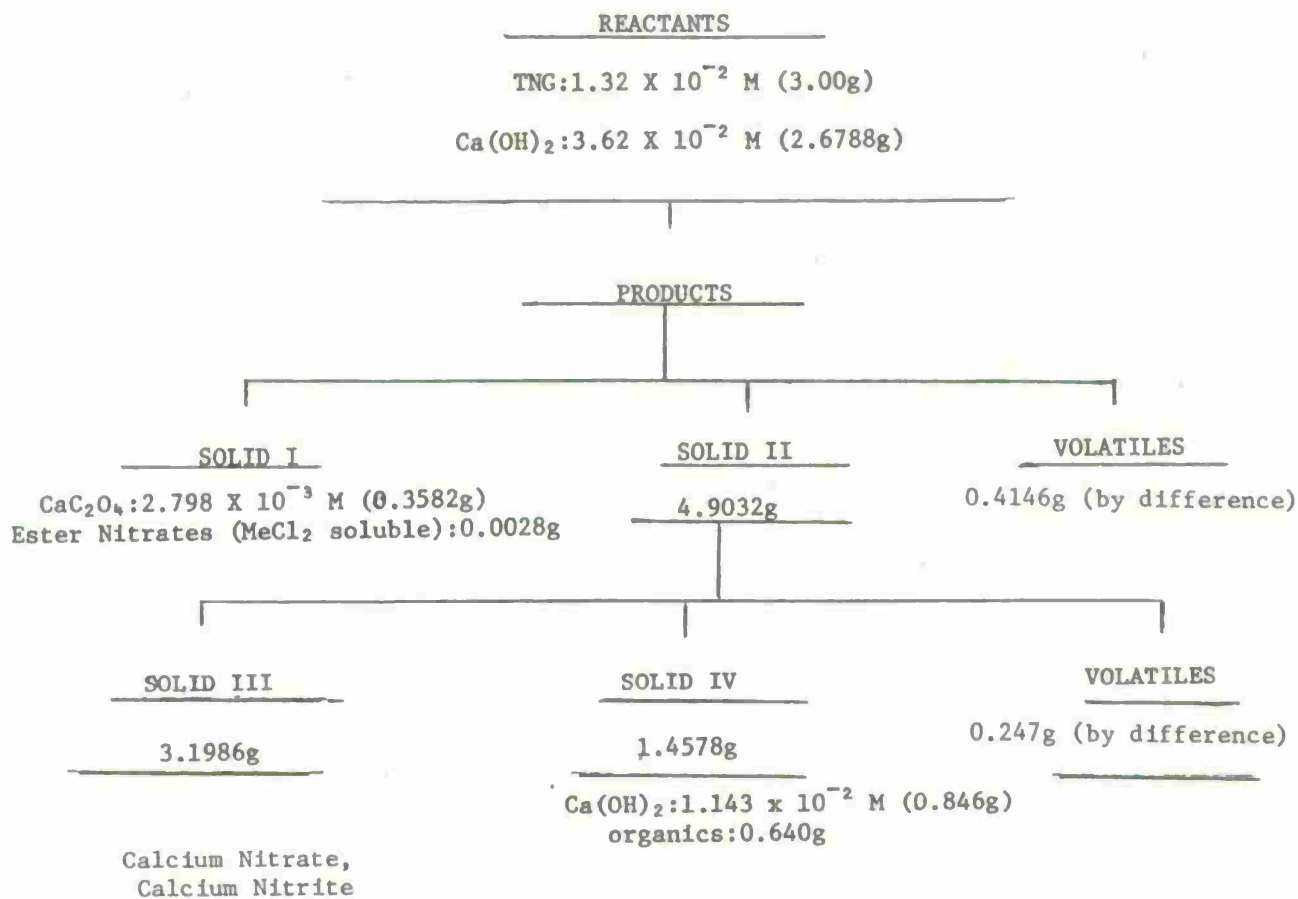 REACTANTS
TNG:1.32 X 10⁻² M (3.00g)
Ca(OH)₂:3.62 X 10⁻² M (2.6788g)
PRODUCTS
SOLID I
CaC₂O₄:2.798 X 10⁻³ M (0.3582g)
Ester Nitrates (MeCl₂ soluble):0.0028g
SOLID II
4.9032g
VOLATILES
0.4146g (by difference)
SOLID III
3.1986g
Calcium Nitrate,
Calcium Nitrite
SOLID IV
1.4578g
Ca(OH)₂:1.143 x 10⁻² M (0.846g)
organics:0.640g
VOLATILES
0.247g (by difference)